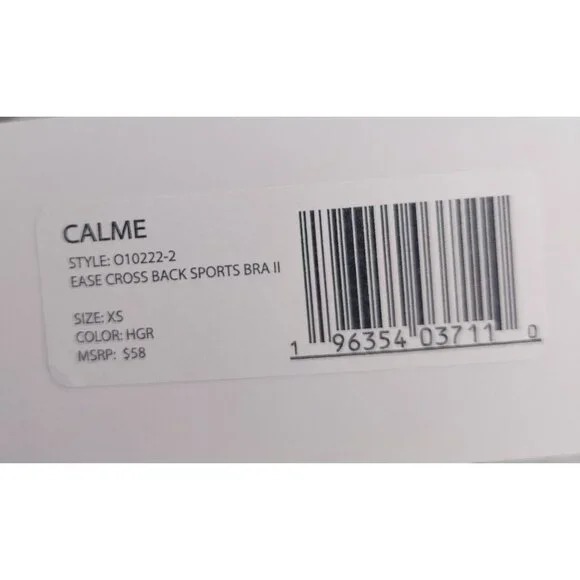 CALME
STYLE: O10222-2
EASE CROSS BACK SPORTS BRA II
SIZE: XS
COLOR: HGR
MSRP: $58
1 96354 03711 0